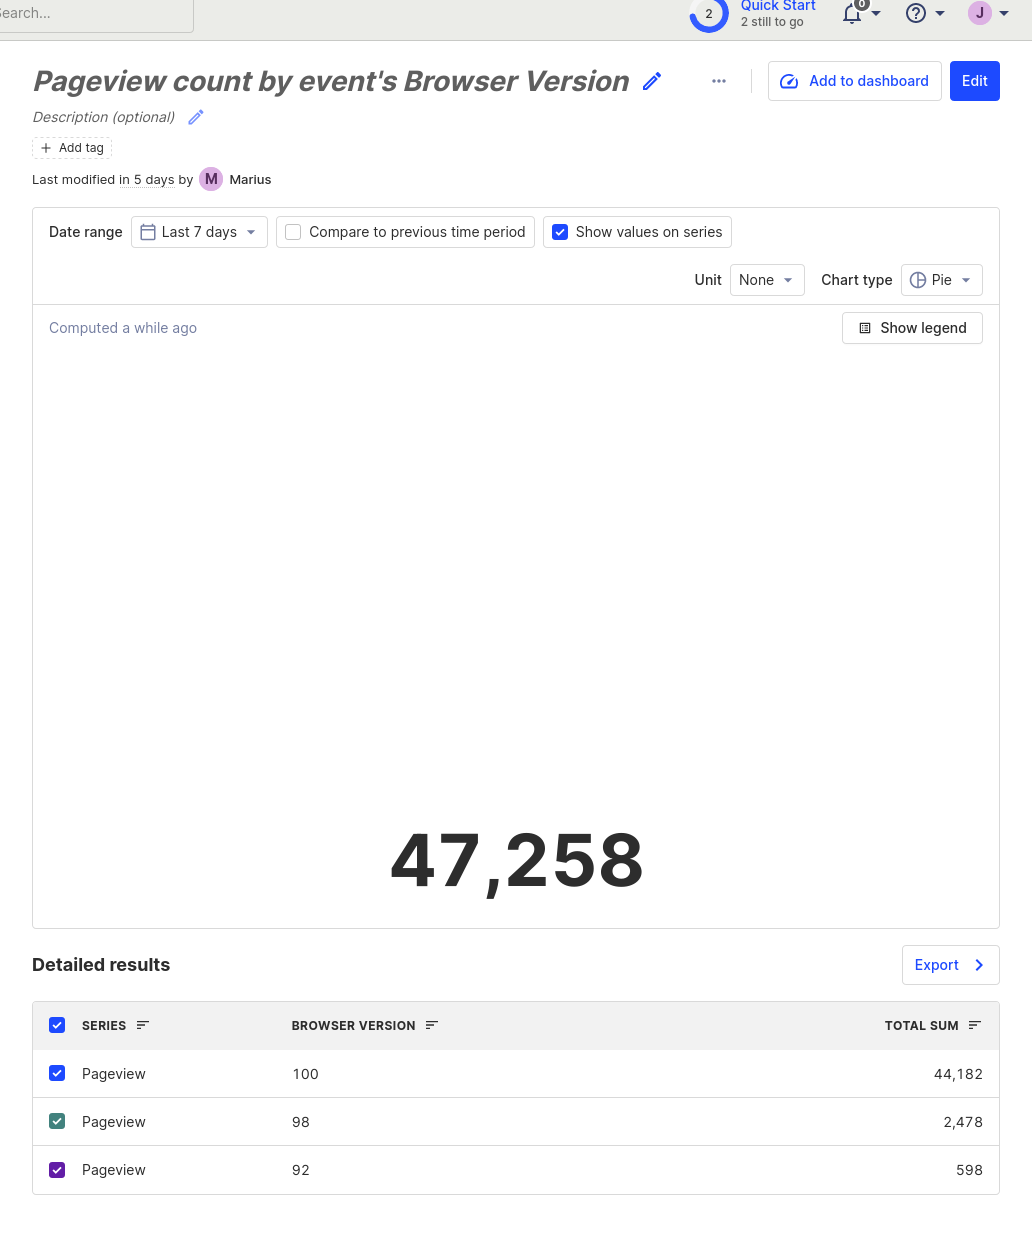 Search...
2
Quick Start
2 still to go
0
J
Pageview count by event's Browser Version
Add to dashboard
Edit
Description (optional)
Add tag
Last modified in 5 days by M Marius
Date range Last 7 days Compare to previous time period Show values on series
Unit None Chart type Pie
Computed a while ago
Show legend
47,258
Detailed results
Export
SERIES BROWSER VERSION TOTAL SUM
Pageview 100 44,182
Pageview 98 2,478
Pageview 92 598